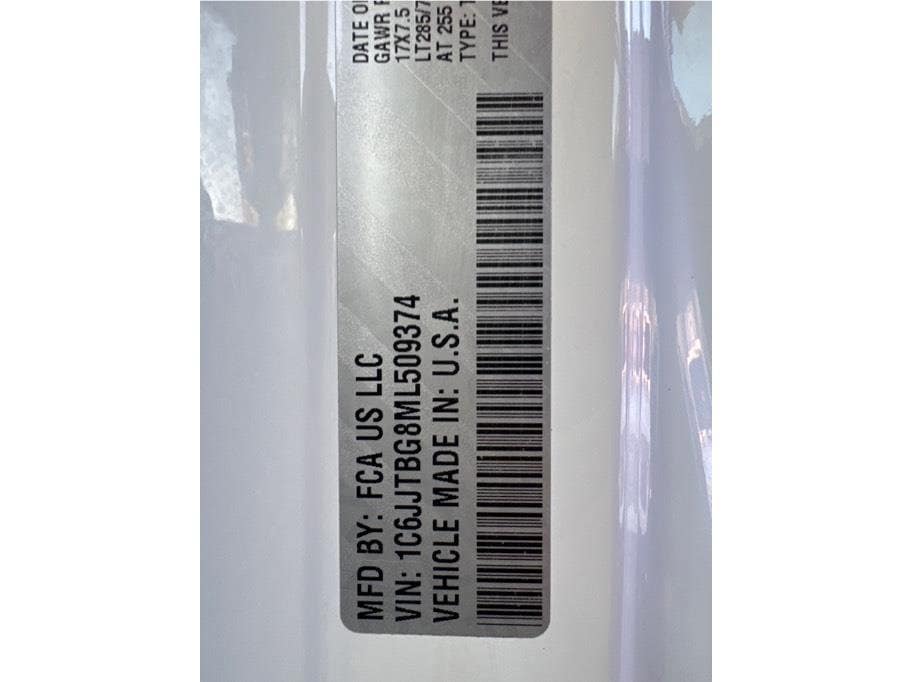 MFD BY: FCA US LLC
VIN: 1C6JJTBG8ML509374
VEHICLE MADE IN: U.S.A.
DATE O
GAWR
17X7.5
LT285/7
AT 255
TYPE:
THIS VE